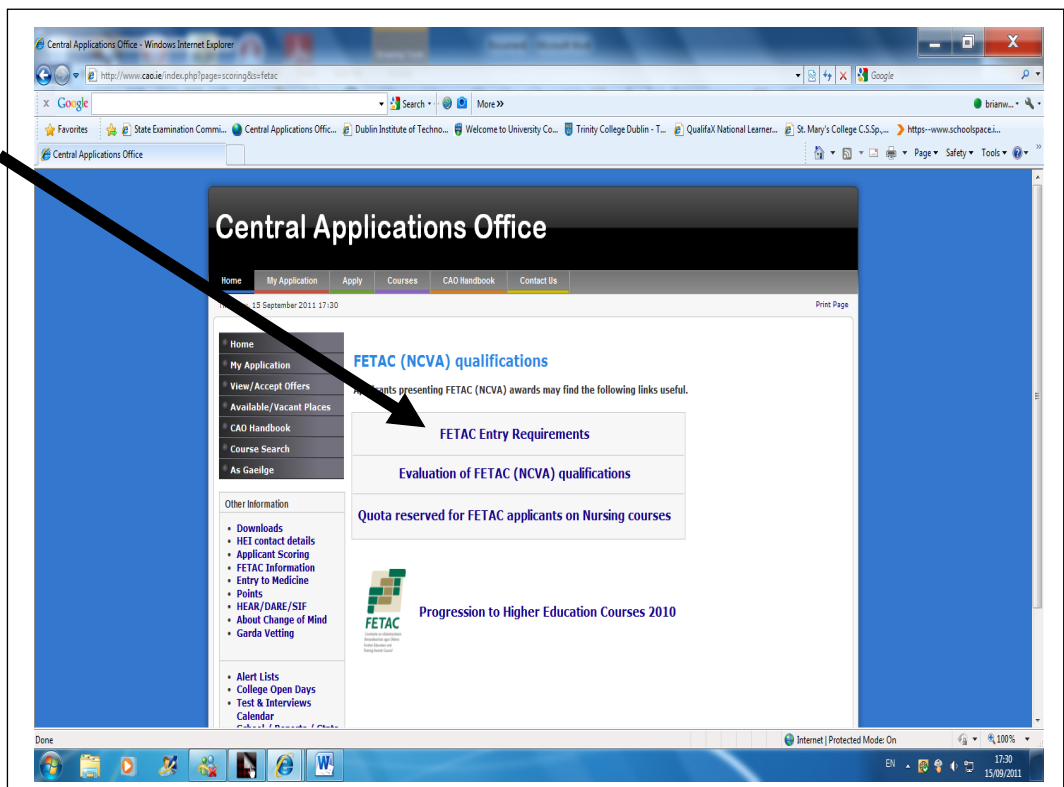 Central Applications Office - Windows Internet Explorer
http://www.cao.ie/index.php?page=scoring&s=fetac
Google
x Google
Search
More »
brianw...
Favorites
State Examination Commi...
Central Applications Offic...
Dublin Institute of Techno...
Welcome to University Co...
Trinity College Dublin - T...
QualifaX National Learner...
St. Mary's College C.S.Sp,...
https--www.schoolspace.i...
Central Applications Office
Page
Safety
Tools
Central Applications Office
Home
My Application
Apply
Courses
CAO Handbook
Contact Us
15 September 2011 17:30
Print Page
Home
My Application
View/Accept Offers
Available/Vacant Places
CAO Handbook
Course Search
As Gaeilge
FETAC (NCVA) qualifications
presenting FETAC (NCVA) awards may find the following links useful.
FETAC Entry Requirements
Evaluation of FETAC (NCVA) qualifications
Quota reserved for FETAC applicants on Nursing courses
Other Information
Downloads
HEI contact details
Applicant Scoring
FETAC Information
Entry to Medicine
Points
HEAR/DARE/SIF
About Change of Mind
Garda Vetting
FETAC
Progression to Higher Education Courses 2010
Alert Lists
College Open Days
Test & Interviews
Calendar
Done
Internet | Protected Mode: On
100%
EN
17:30
15/09/2011